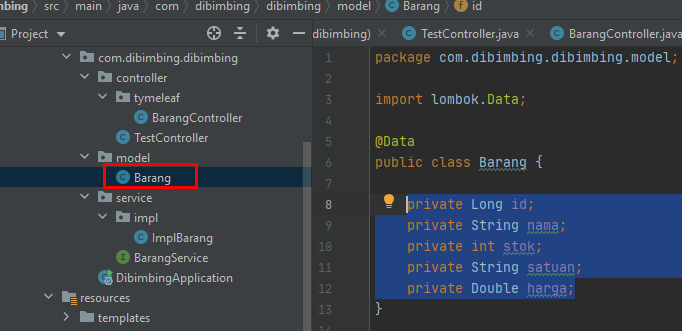 mbing › src › main › java › com › dibimbing › dibimbing › model › Barang › id
Project
dibimbing)
TestController.java
BarangController.java
com.dibimbing.dibimbing
controller
tymeleaf
BarangController
TestController
model
Barang
service
impl
ImplBarang
BarangService
DibimbingApplication
resources
templates
1 package com.dibimbing.dibimbing.model;
2
3 import lombok.Data;
4
5 @Data
6 public class Barang {
7
8 private Long id;
9 private String nama;
10 private int stok;
11 private String satuan;
12 private Double harga;
13 }